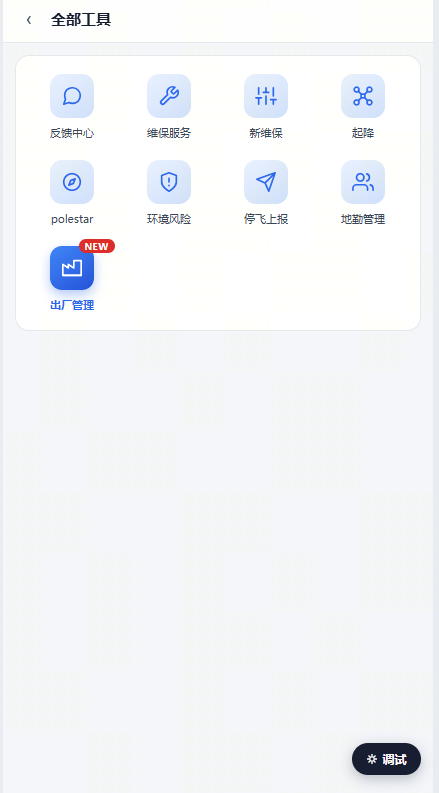 全部工具
反馈中心
维保服务
新维保
起降
polestar
环境风险
停飞上报
地勤管理
NEW
出厂管理
调试